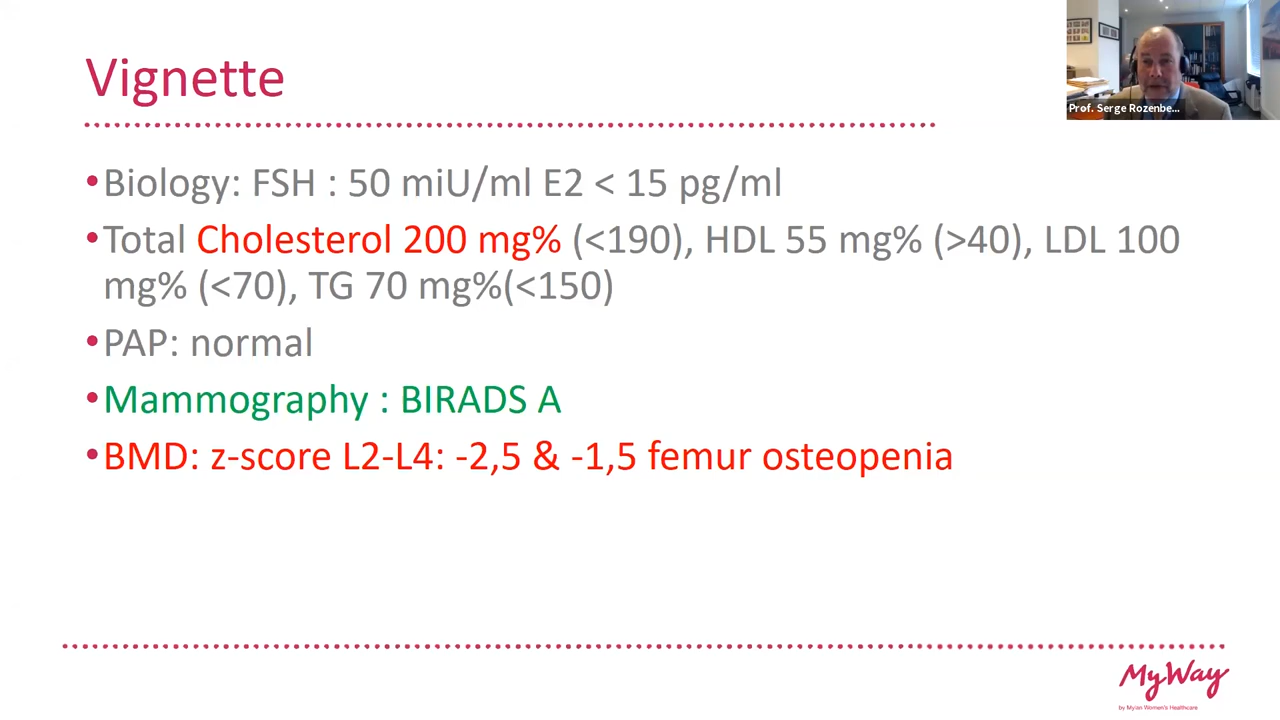 Vignette
Prof. Serge Rozenbe...
•Biology: FSH : 50 miU/ml E2 < 15 pg/ml
•Total Cholesterol 200 mg% (<190), HDL 55 mg% (>40), LDL 100
mg% (<70), TG 70 mg%(<150)
•PAP: normal
•Mammography : BIRADS A
•BMD: z-score L2-L4: -2,5 & -1,5 femur osteopenia
MyWay
by Mylan Women's Healthcare